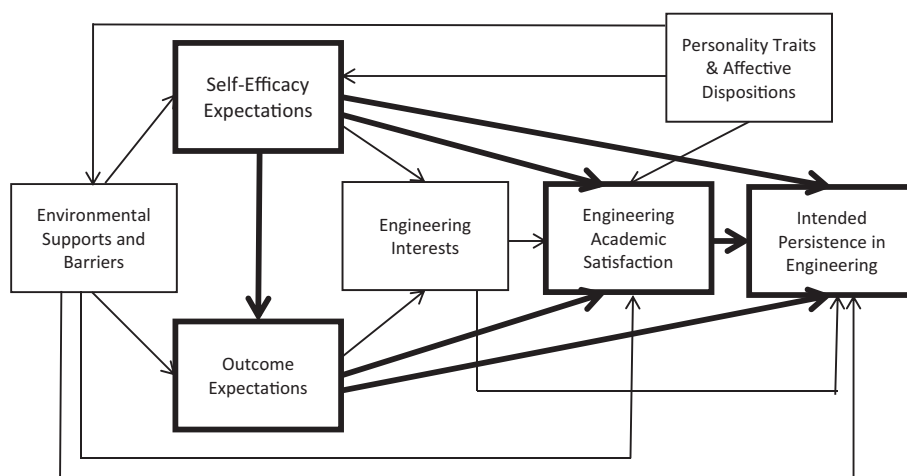 Personality Traits
& Affective
Dispositions
Self-Efficacy
Expectations
Environmental
Supports and
Barriers
Engineering
Interests
Engineering
Academic
Satisfaction
Intended
Persistence in
Engineering
Outcome
Expectations